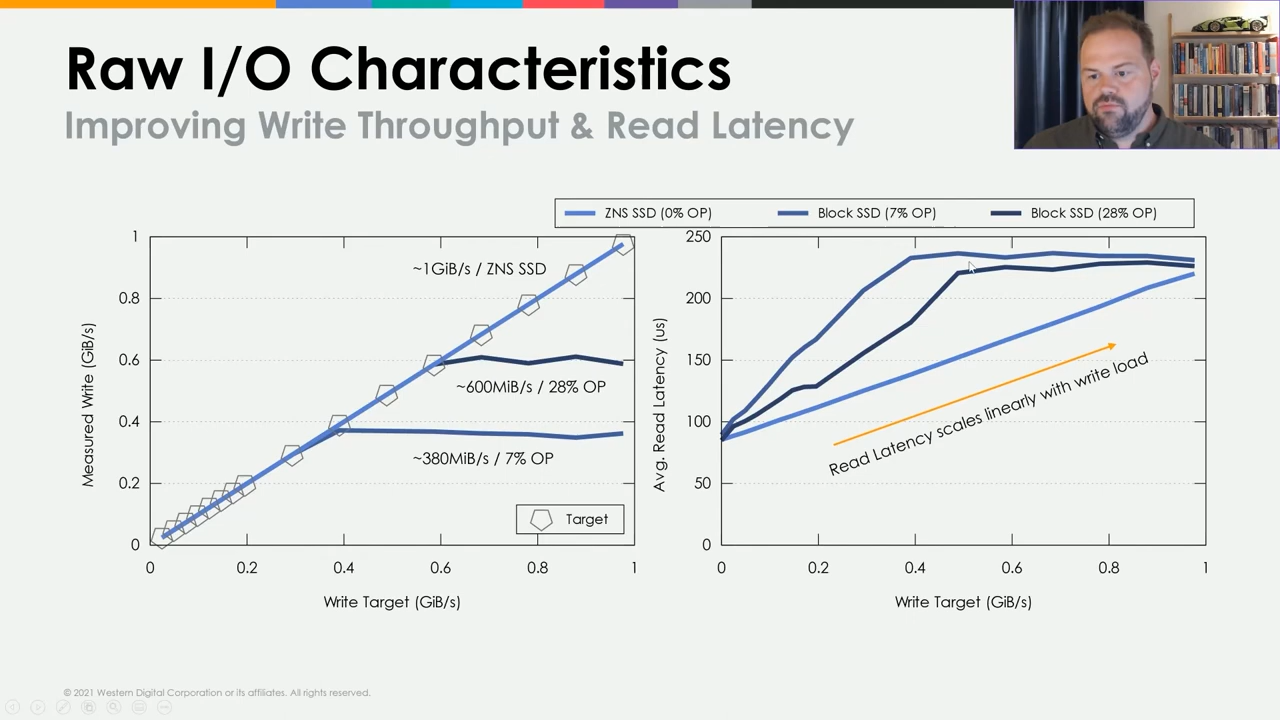 Raw I/O Characteristics
Improving Write Throughput & Read Latency
ZNS SSD (0% OP)
Block SSD (7% OP)
Block SSD (28% OP)
1
0.8
0.6
0.4
0.2
0
Measured Write (GiB/s)
~1GiB/s / ZNS SSD
~600MiB/s / 28% OP
~380MiB/s / 7% OP
Target
0 0.2 0.4 0.6 0.8 1
Write Target (GiB/s)
250
200
150
100
50
0
Avg. Read Latency (us)
Read Latency scales linearly with write load
0 0.2 0.4 0.6 0.8 1
Write Target (GiB/s)
© 2021 Western Digital Corporation or its affiliates. All rights reserved.